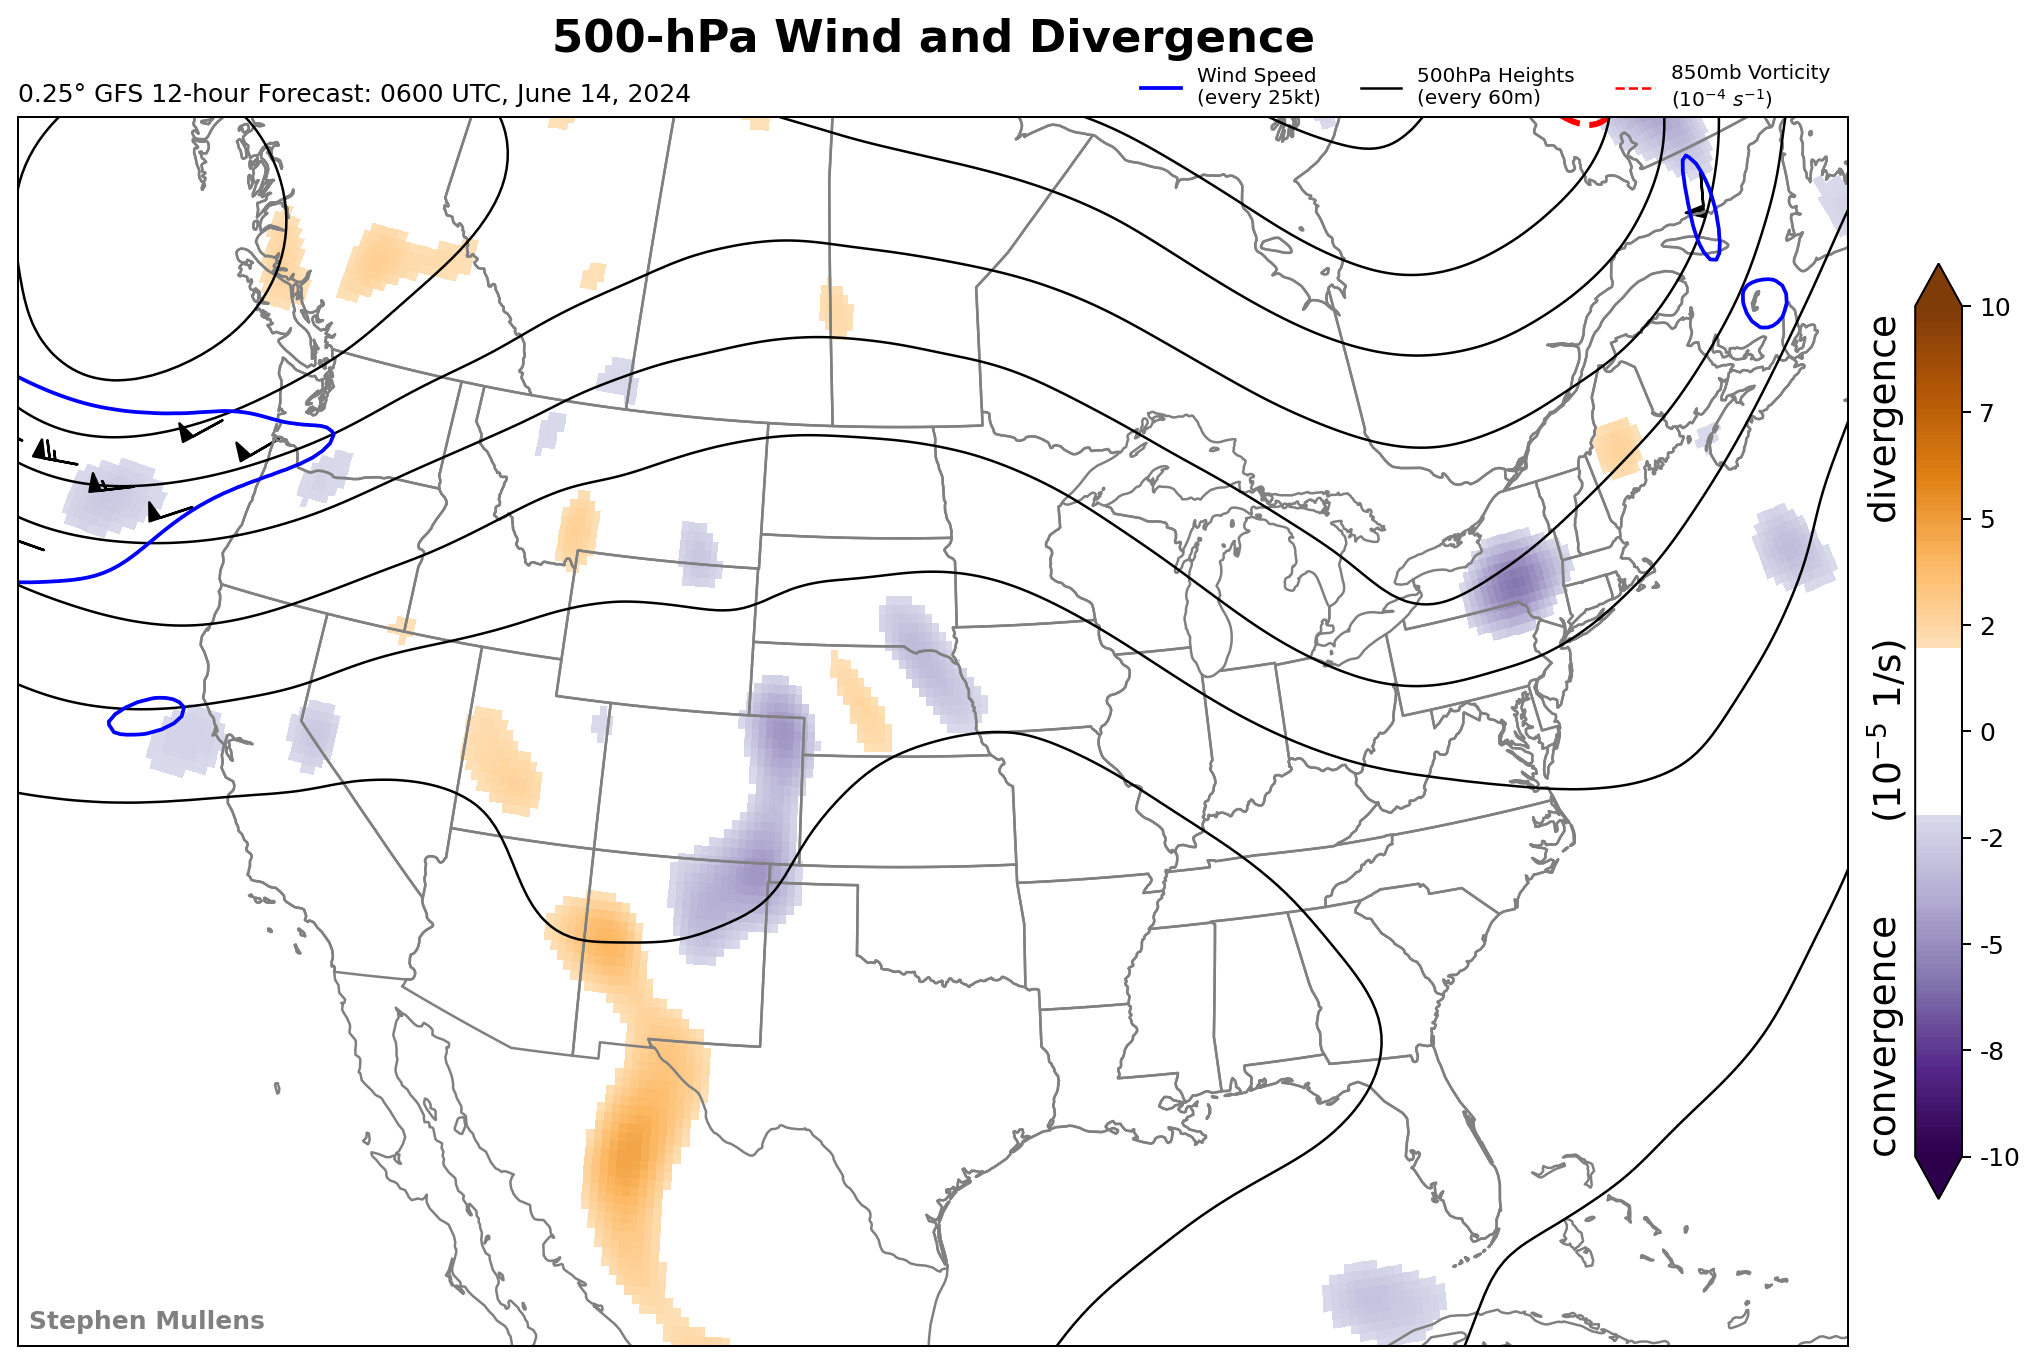 500-hPa Wind and Divergence
0.25° GFS 12-hour Forecast: 0600 UTC, June 14, 2024
Wind Speed
(every 25kt)
500hPa Heights
(every 60m)
850mb Vorticity
(10⁻⁴ s⁻¹)
10
7
5
2
0
-2
-5
-8
-10
convergence (10⁻⁵ 1/s) divergence
Stephen Mullens